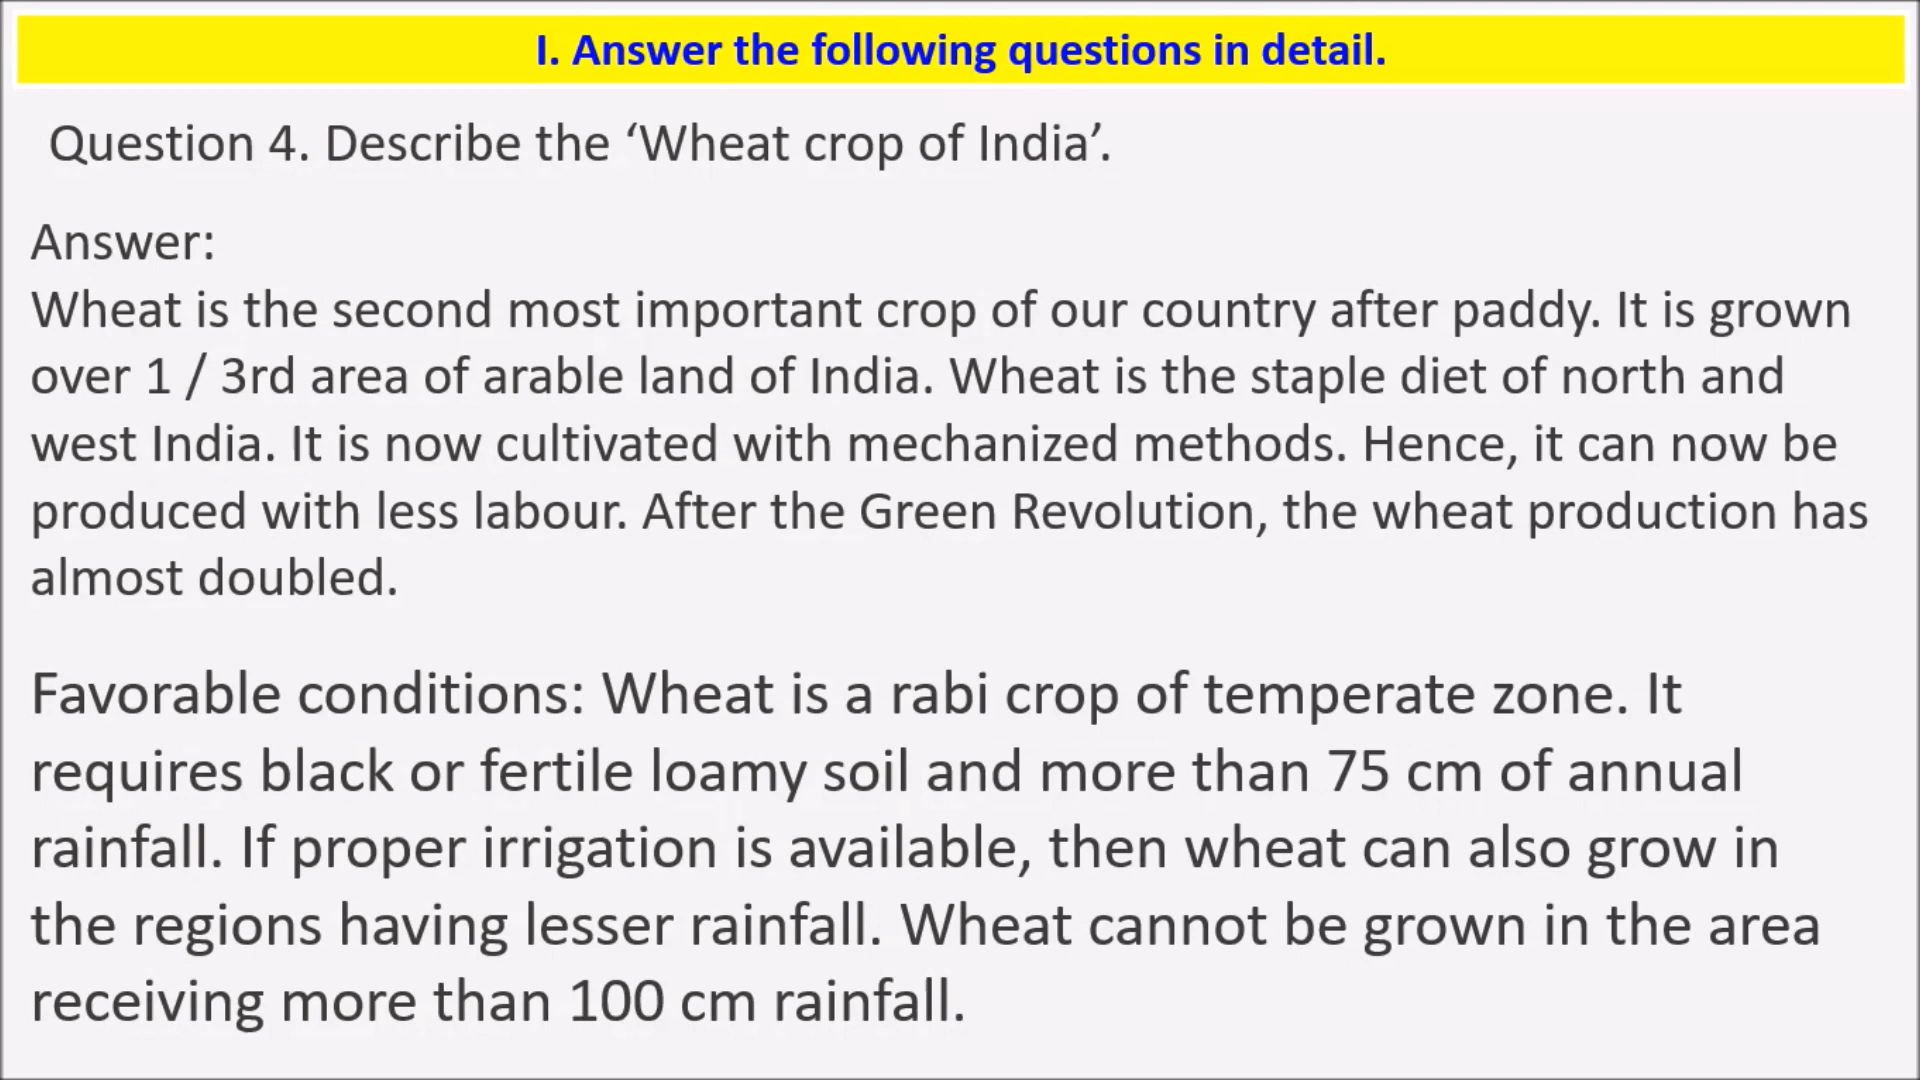 I. Answer the following questions in detail.
Question 4. Describe the ‘Wheat crop of India’.
Answer:
Wheat is the second most important crop of our country after paddy. It is grown
over 1 / 3rd area of arable land of India. Wheat is the staple diet of north and
west India. It is now cultivated with mechanized methods. Hence, it can now be
produced with less labour. After the Green Revolution, the wheat production has
almost doubled.
Favorable conditions: Wheat is a rabi crop of temperate zone. It
requires black or fertile loamy soil and more than 75 cm of annual
rainfall. If proper irrigation is available, then wheat can also grow in
the regions having lesser rainfall. Wheat cannot be grown in the area
receiving more than 100 cm rainfall.